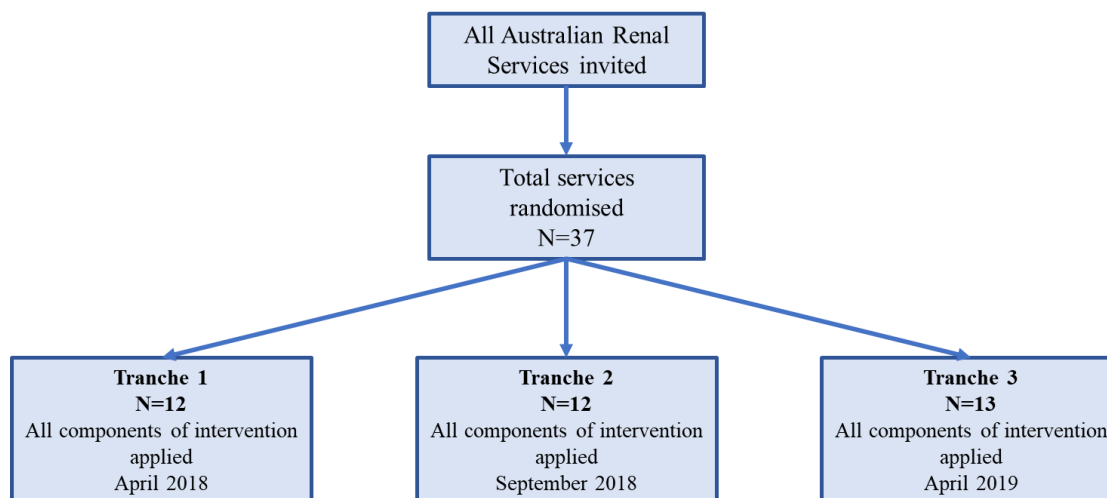 All Australian Renal
Services invited
Total services
randomised
N=37
Tranche 1
N=12
All components of intervention
applied
April 2018
Tranche 2
N=12
All components of intervention
applied
September 2018
Tranche 3
N=13
All components of intervention
applied
April 2019